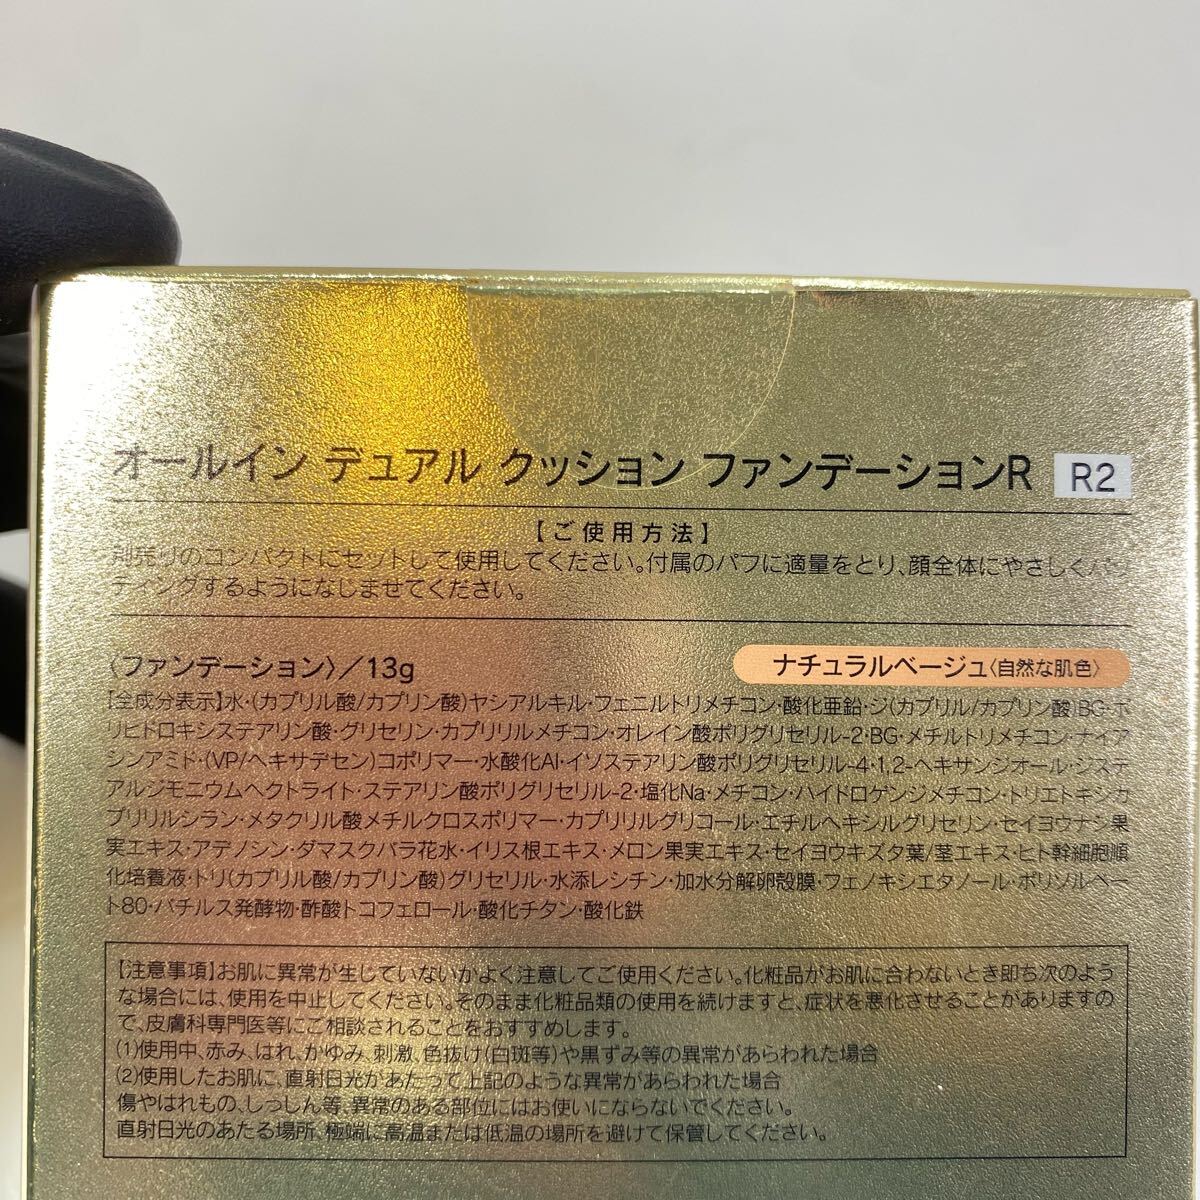 オールイン デュアル クッション ファンデーションR R2
【ご使用方法】
別売りのコンパクトにセットして使用してください。付属のパフに適量をとり、顔全体にやさしくパッ
ティングするようになじませてください。
〈ファンデーション〉／13g ナチュラルベージュ〈自然な肌色〉
【全成分表示】水・(カプリル酸/カプリン酸)ヤシアルキル・フェニルトリメチコン・酸化亜鉛・ジ(カプリル/カプリン酸)BG・ポ
リヒドロキシステアリン酸・グリセリン・カプリリルメチコン・オレイン酸ポリグリセリル-2・BG・メチルトリメチコン・ナイア
シンアミド・(VP/ヘキサデセン)コポリマー・水酸化Al・イソステアリン酸ポリグリセリル-4・1,2-ヘキサンジオール・ジステ
アルジモニウムヘクトライト・ステアリン酸ポリグリセリル-2・塩化Na・メチコン・ハイドロゲンジメチコン・トリエトキシカ
プリリルシラン・メタクリル酸メチルクロスポリマー・カプリリルグリコール・エチルヘキシルグリセリン・セイヨウナシ果
実エキス・アデノシン・ダマスクバラ花水・イリス根エキス・メロン果実エキス・セイヨウキズタ葉/茎エキス・ヒト幹細胞順
化培養液・トリ(カプリル酸/カプリン酸)グリセリル・水添レシチン・加水分解卵殻膜・フェノキシエタノール・ポリソルベー
ト80・バチルス発酵物・酢酸トコフェロール・酸化チタン・酸化鉄
【注意事項】お肌に異常が生じていないかよく注意してご使用ください。化粧品がお肌に合わないとき即ち次のよう
な場合には、使用を中止してください。そのまま化粧品類の使用を続けますと、症状を悪化させることがありますの
で、皮膚科専門医等にご相談されることをおすすめします。
(1)使用中、赤み、はれ、かゆみ、刺激、色抜け(白斑等)や黒ずみ等の異常があらわれた場合
(2)使用したお肌に、直射日光があたって上記のような異常があらわれた場合
傷やはれもの、しっしん等、異常のある部位にはお使いにならないでください。
直射日光のあたる場所、極端に高温または低温の場所を避けて保管してください。